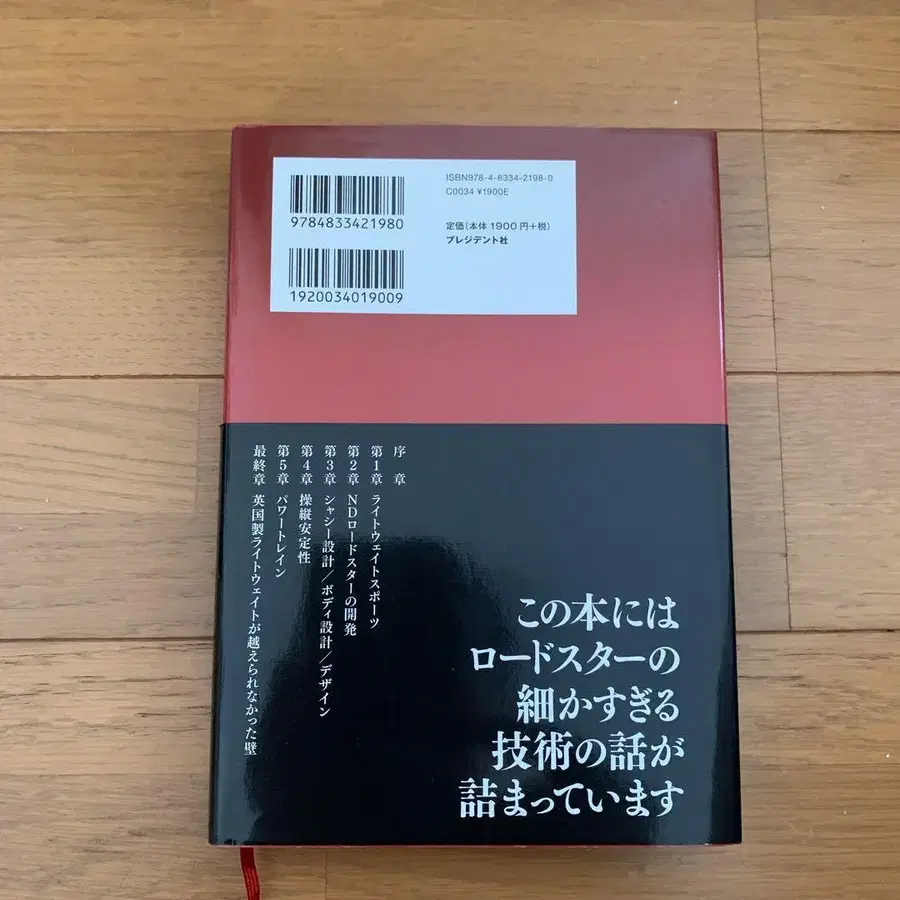 ISBN978-4-8334-2198-0
C0034 ¥1900E
9784833421980
定価(本体1900円+税)
プレジデント社
1920034019009
序　章
第1章 ライトウェイトスポーツ
第2章 NDロードスターの開発
第3章 シャシー設計/ボディ設計/デザイン
第4章 操縦安定性
第5章 パワートレイン
最終章 英国製ライトウェイトが越えられなかった壁
この本には
ロードスターの
細かすぎる
技術の話が
詰まっています